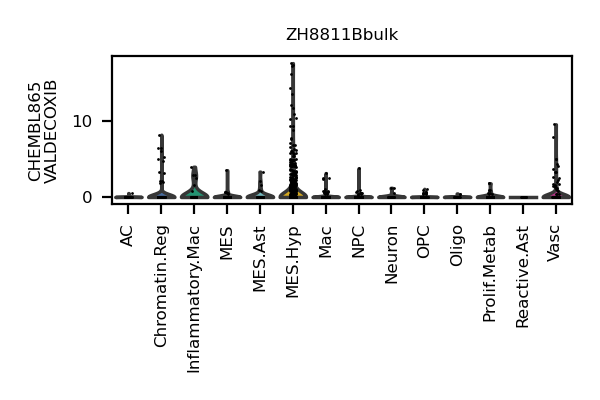 ZH8811Bbulk
CHEMBL865
VALDECOXIB
10
0
AC
Chromatin.Reg
Inflammatory.Mac
MES
MES.Ast
MES.Hyp
Mac
NPC
Neuron
OPC
Oligo
Prolif.Metab
Reactive.Ast
Vasc